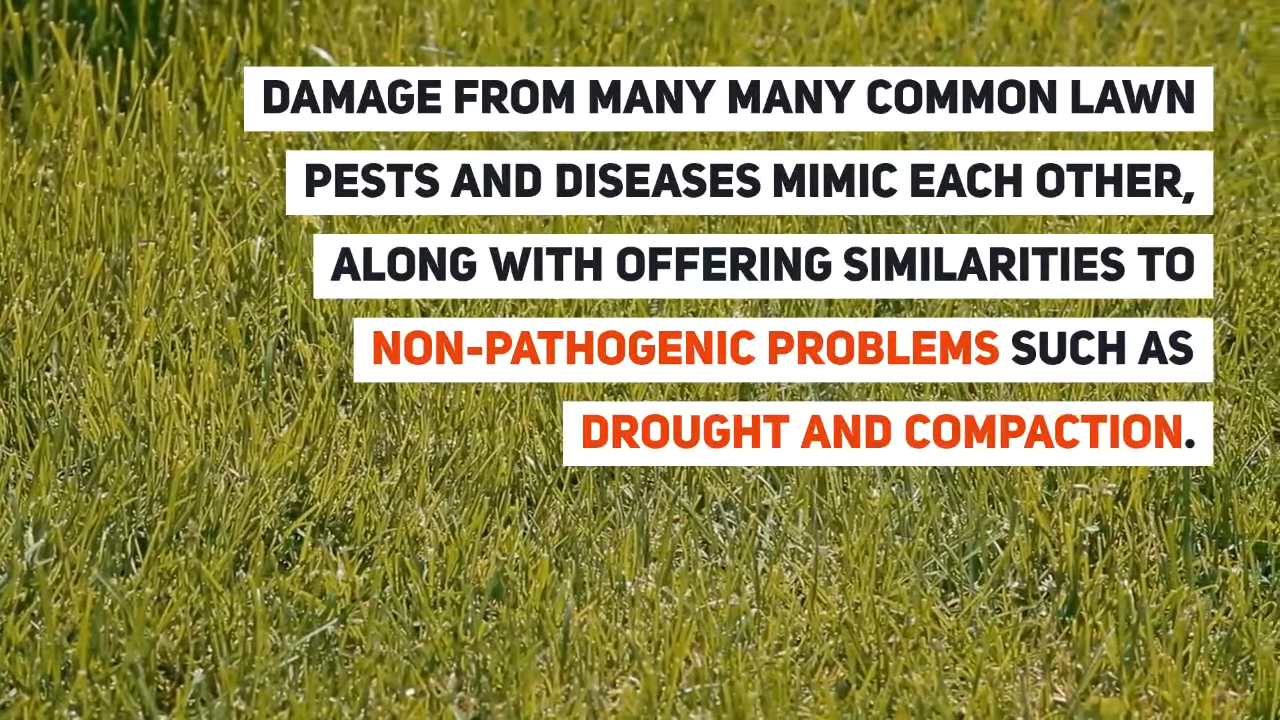 DAMAGE FROM MANY MANY COMMON LAWN
PESTS AND DISEASES MIMIC EACH OTHER,
ALONG WITH OFFERING SIMILARITIES TO
NON-PATHOGENIC PROBLEMS SUCH AS
DROUGHT AND COMPACTION.